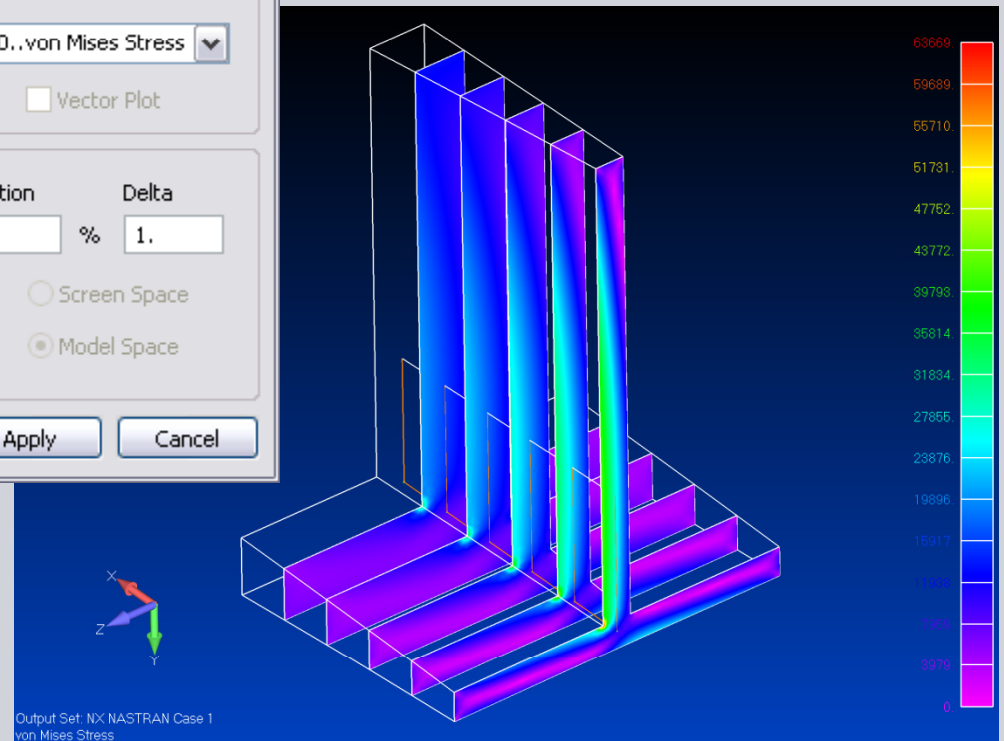 0..von Mises Stress
Vector Plot
tion
Delta
%
1.
Screen Space
Model Space
Apply
Cancel
63669.
59689.
55710.
51731.
47752.
43772.
39793.
35814.
31834.
27855.
23876.
19896.
15917.
11938.
3979.
0.
X
Z
Y
Output Set: NX NASTRAN Case 1
von Mises Stress